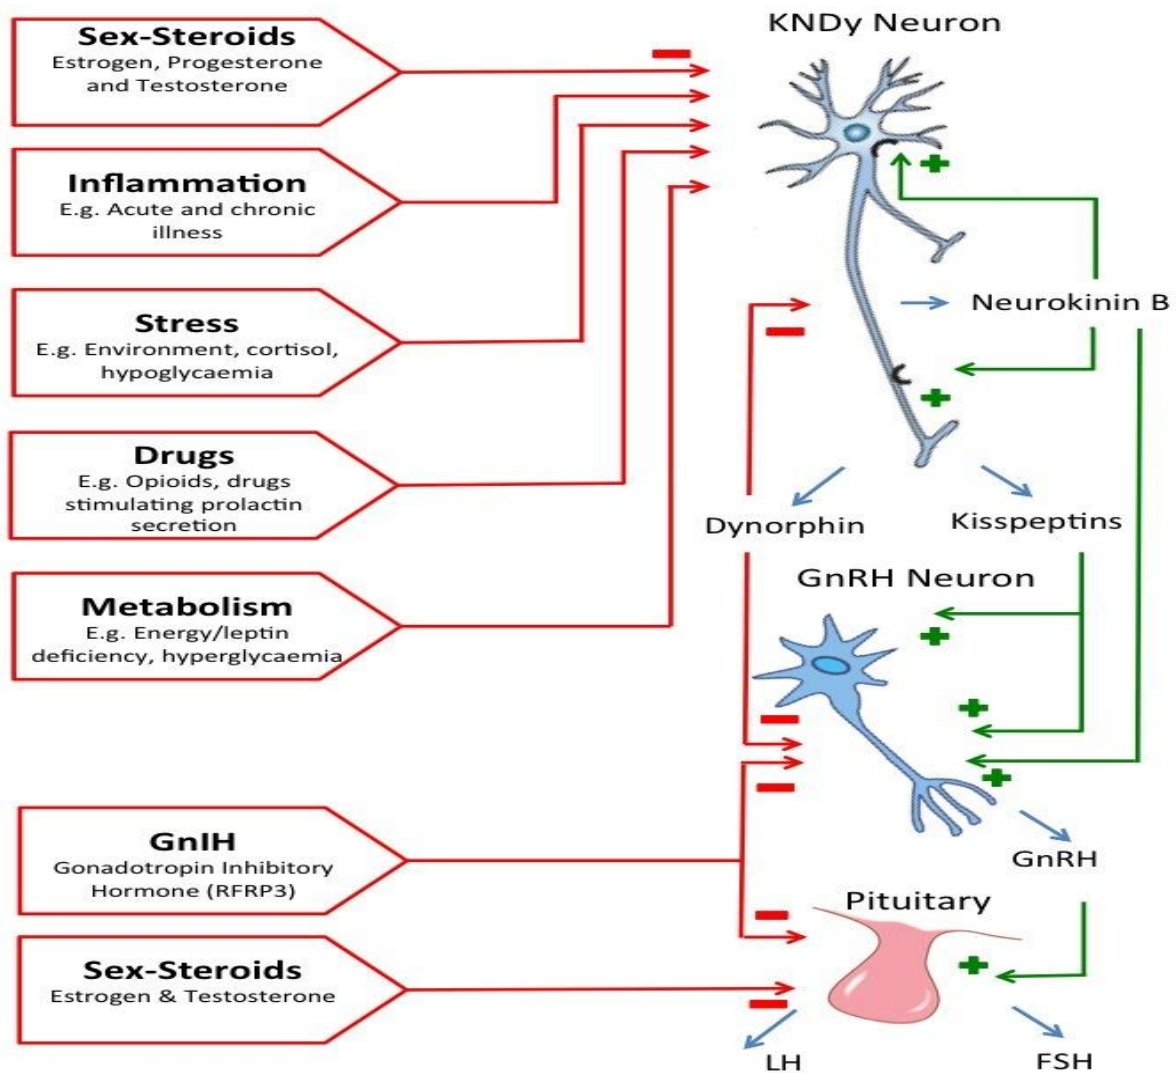 Sex-Steroids
Estrogen, Progesterone
and Testosterone
Inflammation
E.g. Acute and chronic
illness
Stress
E.g. Environment, cortisol,
hypoglycaemia
Drugs
E.g. Opioids, drugs
stimulating prolactin
secretion
Metabolism
E.g. Energy/leptin
deficiency, hyperglycaemia
GnIH
Gonadotropin Inhibitory
Hormone (RFRP3)
Sex-Steroids
Estrogen & Testosterone
KNDy Neuron
Neurokinin B
Dynorphin
Kisspeptins
GnRH Neuron
GnRH
Pituitary
LH
FSH